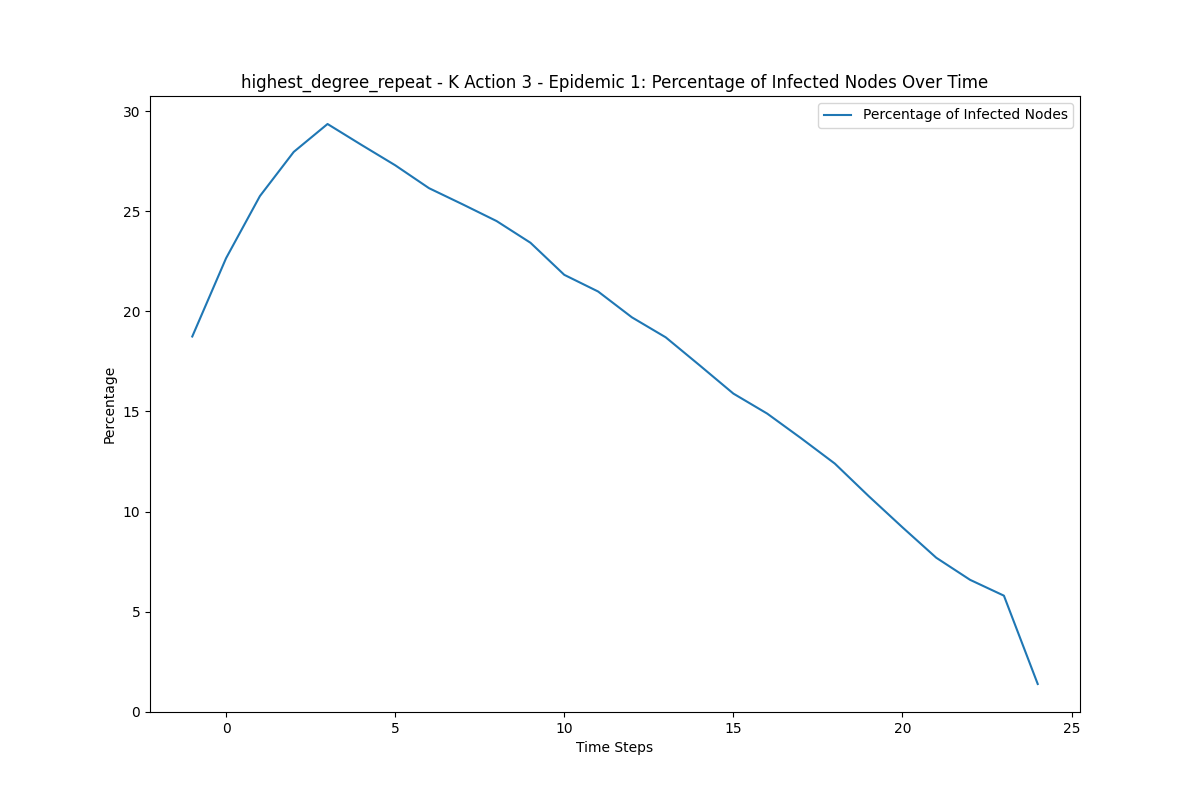 highest_degree_repeat - K Action 3 - Epidemic 1: Percentage of Infected Nodes Over Time
Percentage of Infected Nodes
30
25
20
15
10
5
0
Percentage
0 5 10 15 20 25
Time Steps